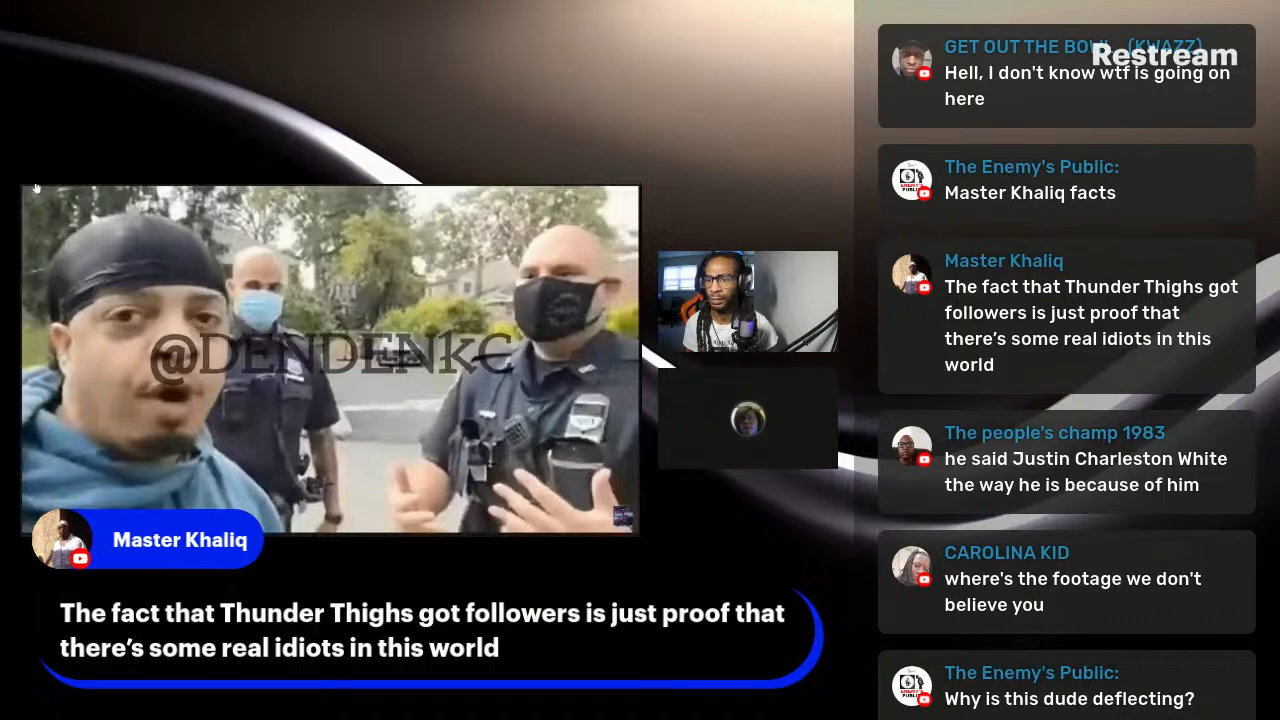 GET OUT THE BOWL (KWAZZ)
Restream
Hell, I don't know wtf is going on
here
The Enemy's Public:
Master Khaliq facts
Master Khaliq
The fact that Thunder Thighs got
followers is just proof that
there’s some real idiots in this
world
The people's champ 1983
he said Justin Charleston White
the way he is because of him
CAROLINA KID
where's the footage we don't
believe you
The Enemy's Public:
Why is this dude deflecting?
@DENDENKC
Master Khaliq
The fact that Thunder Thighs got followers is just proof that
there’s some real idiots in this world